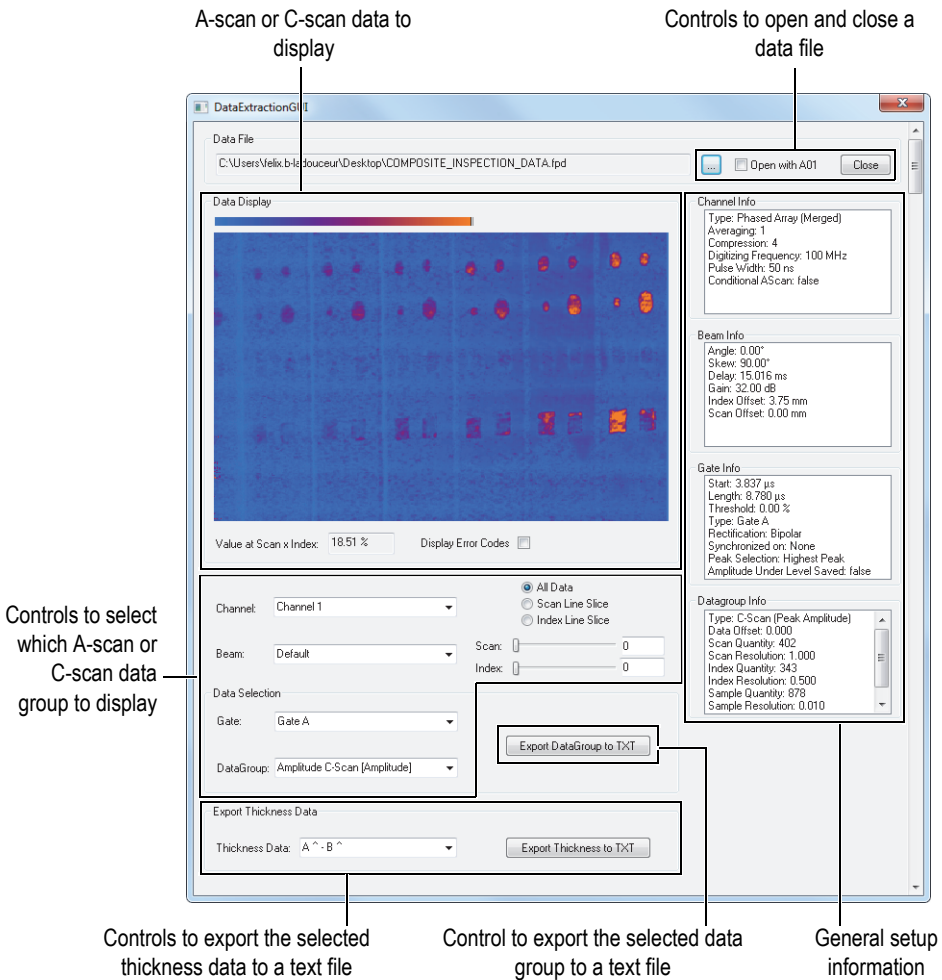 A-scan or C-scan data to
display
Controls to open and close a
data file
DataExtractionGUI
Data File
C:\Users\felix.b-ladouceur\Desktop\COMPOSITE_INSPECTION_DATA.fpd
...
Open with A01
Close
Data Display
Value at Scan x Index:
18.51 %
Display Error Codes
Channel Info
Type: Phased Array (Merged)
Averaging: 1
Compression: 4
Digitizing Frequency: 100 MHz
Pulse Width: 50 ns
Conditional AScan: false
Beam Info
Angle: 0.00°
Skew: 90.00°
Delay: 15.016 ms
Gain: 32.00 dB
Index Offset: 3.75 mm
Scan Offset: 0.00 mm
Gate Info
Start: 3.837 µs
Length: 8.780 µs
Threshold: 0.00 %
Type: Gate A
Rectification: Bipolar
Synchronized on: None
Peak Selection: Highest Peak
Amplitude Under Level Saved: false
Datagroup Info
Type: C-Scan (Peak Amplitude)
Data Offset: 0.000
Scan Quantity: 402
Scan Resolution: 1.000
Index Quantity: 343
Index Resolution: 0.500
Sample Quantity: 878
Sample Resolution: 0.010
Controls to select
which A-scan or
C-scan data
group to display
Channel:
Channel 1
Beam:
Default
All Data
Scan Line Slice
Index Line Slice
Scan:
0
Index:
0
Data Selection
Gate:
Gate A
DataGroup:
Amplitude C-Scan [Amplitude]
Export DataGroup to TXT
Export Thickness Data
Thickness Data:
A ^ - B ^
Export Thickness to TXT
Controls to export the selected
thickness data to a text file
Control to export the selected data
group to a text file
General setup
information